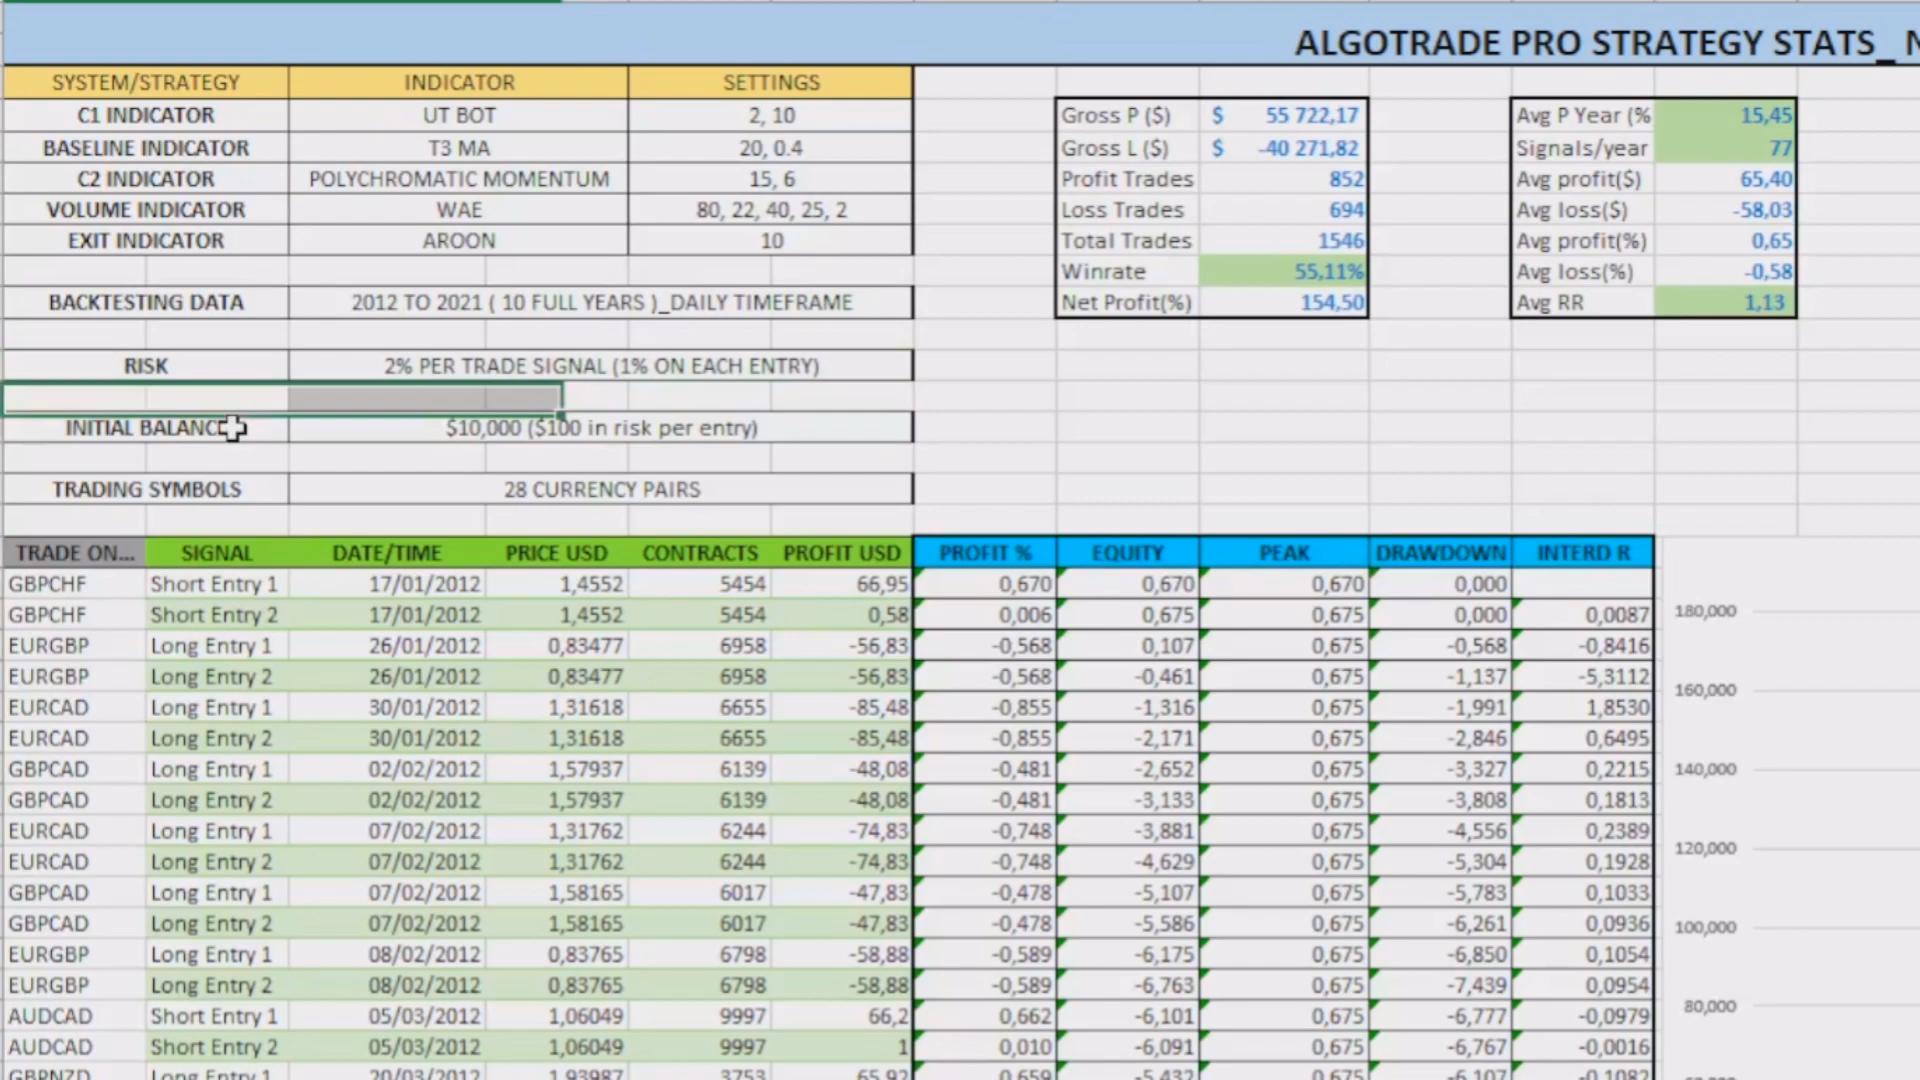 ALGOTRADE PRO STRATEGY STATS_
SYSTEM/STRATEGY INDICATOR SETTINGS
C1 INDICATOR UT BOT 2, 10
BASELINE INDICATOR T3 MA 20, 0.4
C2 INDICATOR POLYCHROMATIC MOMENTUM 15, 6
VOLUME INDICATOR WAE 80, 22, 40, 25, 2
EXIT INDICATOR AROON 10
BACKTESTING DATA 2012 TO 2021 ( 10 FULL YEARS )_DAILY TIMEFRAME
RISK 2% PER TRADE SIGNAL (1% ON EACH ENTRY)
INITIAL BALANC $10,000 ($100 in risk per entry)
TRADING SYMBOLS 28 CURRENCY PAIRS
Gross P ($) $ 55 722,17
Gross L ($) $ -40 271,82
Profit Trades 852
Loss Trades 694
Total Trades 1546
Winrate 55,11%
Net Profit(%) 154,50
Avg P Year (% 15,45
Signals/year 77
Avg profit($) 65,40
Avg loss($) -58,03
Avg profit(%) 0,65
Avg loss(%) -0,58
Avg RR 1,13
TRADE ON... SIGNAL DATE/TIME PRICE USD CONTRACTS PROFIT USD PROFIT % EQUITY PEAK DRAWDOWN INTERD R
GBPCHF Short Entry 1 17/01/2012 1,4552 5454 66,95 0,670 0,670 0,670 0,000
GBPCHF Short Entry 2 17/01/2012 1,4552 5454 0,58 0,006 0,675 0,675 0,000 0,0087
EURGBP Long Entry 1 26/01/2012 0,83477 6958 -56,83 -0,568 0,107 0,675 -0,568 -0,8416
EURGBP Long Entry 2 26/01/2012 0,83477 6958 -56,83 -0,568 -0,461 0,675 -1,137 -5,3112
EURCAD Long Entry 1 30/01/2012 1,31618 6655 -85,48 -0,855 -1,316 0,675 -1,991 1,8530
EURCAD Long Entry 2 30/01/2012 1,31618 6655 -85,48 -0,855 -2,171 0,675 -2,846 0,6495
GBPCAD Long Entry 1 02/02/2012 1,57937 6139 -48,08 -0,481 -2,652 0,675 -3,327 0,2215
GBPCAD Long Entry 2 02/02/2012 1,57937 6139 -48,08 -0,481 -3,133 0,675 -3,808 0,1813
EURCAD Long Entry 1 07/02/2012 1,31762 6244 -74,83 -0,748 -3,881 0,675 -4,556 0,2389
EURCAD Long Entry 2 07/02/2012 1,31762 6244 -74,83 -0,748 -4,629 0,675 -5,304 0,1928
GBPCAD Long Entry 1 07/02/2012 1,58165 6017 -47,83 -0,478 -5,107 0,675 -5,783 0,1033
GBPCAD Long Entry 2 07/02/2012 1,58165 6017 -47,83 -0,478 -5,586 0,675 -6,261 0,0936
EURGBP Long Entry 1 08/02/2012 0,83765 6798 -58,88 -0,589 -6,175 0,675 -6,850 0,1054
EURGBP Long Entry 2 08/02/2012 0,83765 6798 -58,88 -0,589 -6,763 0,675 -7,439 0,0954
AUDCAD Short Entry 1 05/03/2012 1,06049 9997 66,2 0,662 -6,101 0,675 -6,777 -0,0979
AUDCAD Short Entry 2 05/03/2012 1,06049 9997 1 0,010 -6,091 0,675 -6,767 -0,0016
GBPNZD Long Entry 1 20/03/2012 1,93987 3753 65,92 0,659 -5,432 0,675 -6,107 -0,1082
180,000
160,000
140,000
120,000
100,000
80,000